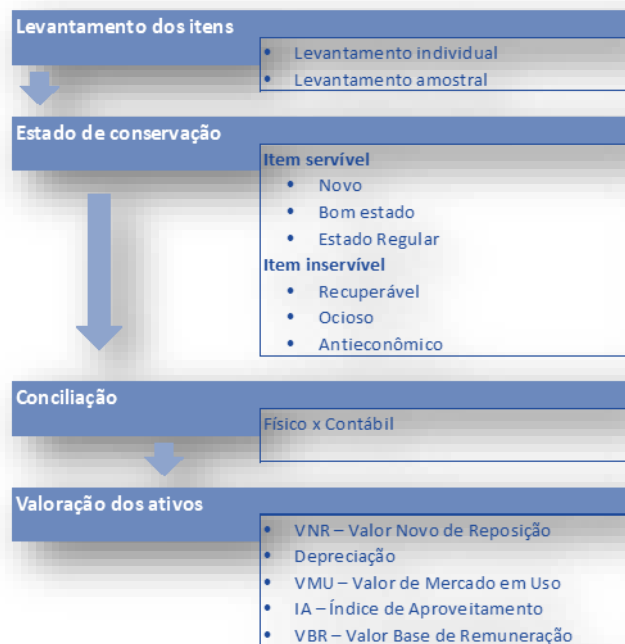 Levantamento dos itens
• Levantamento individual
• Levantamento amostral
Estado de conservação
Item servível
• Novo
• Bom estado
• Estado Regular
Item inservível
• Recuperável
• Ocioso
• Antieconômico
Conciliação
Físico x Contábil
Valoração dos ativos
• VNR – Valor Novo de Reposição
• Depreciação
• VMU – Valor de Mercado em Uso
• IA – Índice de Aproveitamento
• VBR – Valor Base de Remuneração